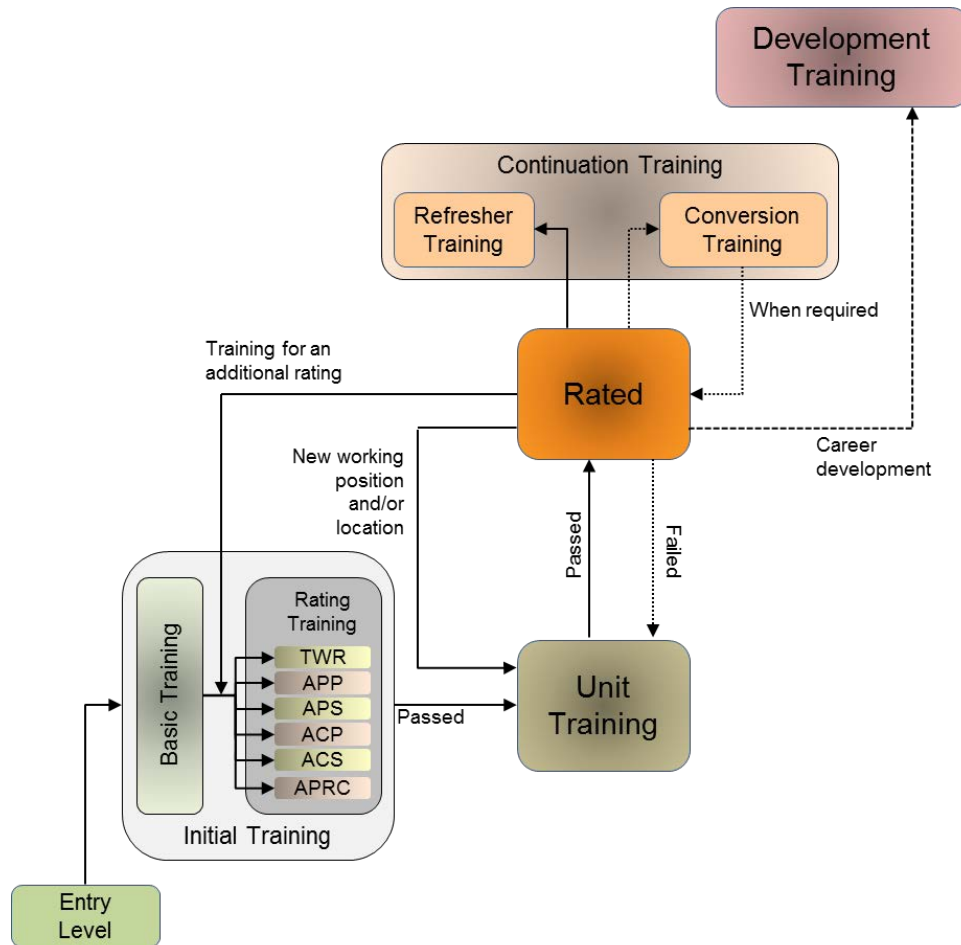 Development
Training
Continuation Training
Refresher
Training
Conversion
Training
When required
Training for an
additional rating
Rated
Career
development
New working
position
and/or
location
Passed
Failed
Basic Training
Rating
Training
TWR
APP
APS
ACP
ACS
APRC
Initial Training
Passed
Unit
Training
Entry
Level